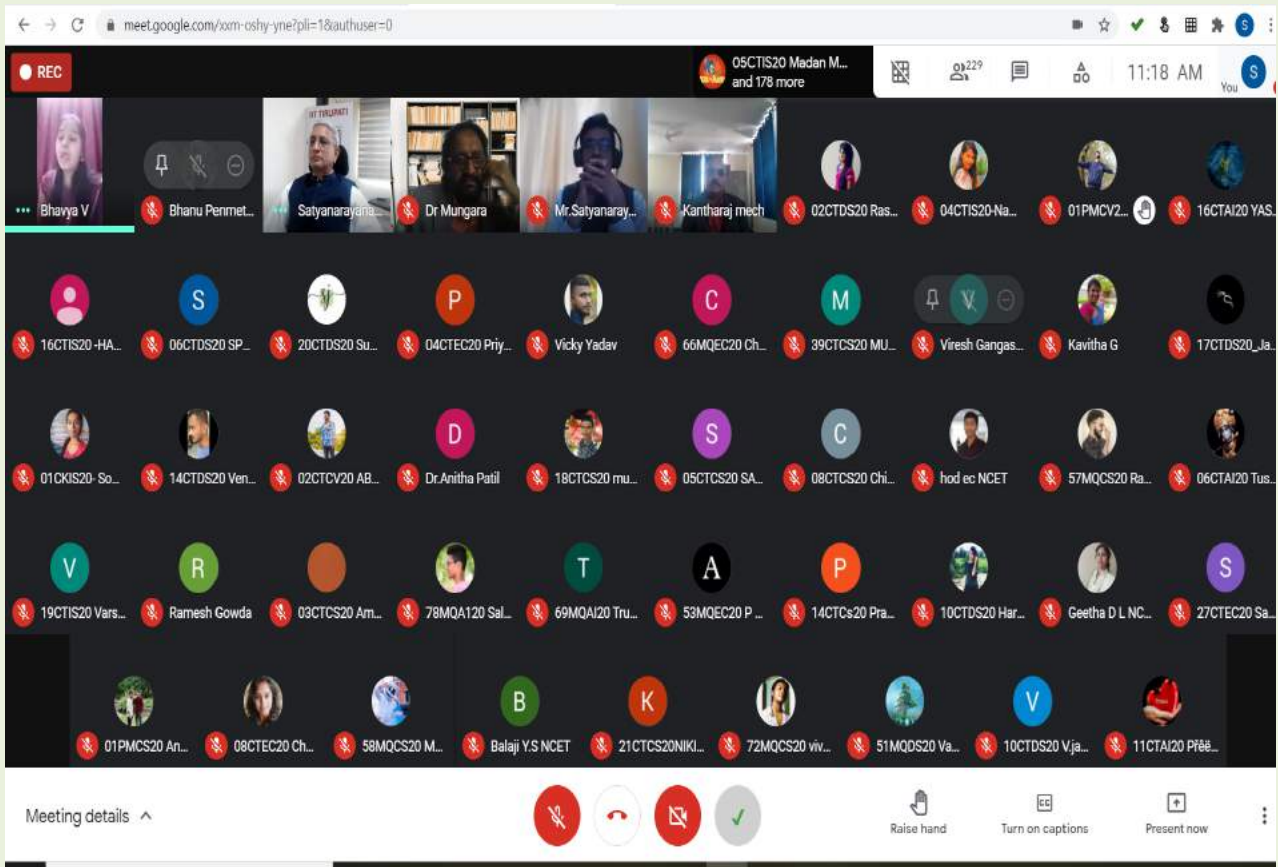 meet.google.com/xxm-oshy-yne?pli=1&authuser=0
S
REC
05CTIS20 Madan M...
and 178 more
229
11:18 AM
You
S
IIT TIRUPATI
Bhavya V
Bhanu Penmet...
Satyanarayana...
Dr Mungara
Mr.Satyanaray...
Kantharaj mech
02CTDS20 Ras...
04CTIS20-Na...
01PMCV2...
16CTAI20 YAS...
S
P
C
M
V
16CTIS20 -HA...
06CTDS20 SP...
20CTDS20 Su...
04CTEC20 Priy...
Vicky Yadav
66MQEC20 Ch...
39CTCS20 MU...
Viresh Gangas...
Kavitha G
17CTDS20_Ja...
D
S
C
01CKIS20- So...
14CTDS20 Ven...
02CTCV20 AB...
Dr.Anitha Patil
18CTCS20 mu...
05CTCS20 SA...
08CTCS20 Chi...
hod ec NCET
57MQCS20 Ra...
06CTAI20 Tus...
V
R
T
A
P
S
19CTIS20 Vars...
Ramesh Gowda
03CTCS20 Am...
78MQA120 Sal...
69MQAI20 Tru...
53MQEC20 P ...
14CTCs20 Pra...
10CTDS20 Har...
Geetha D L NC...
27CTEC20 Sa...
B
K
V
01PMCS20 An...
08CTEC20 Ch...
58MQCS20 M...
Balaji Y.S NCET
21CTCS20NIKI...
72MQCS20 viv...
51MQDS20 Va...
10CTDS20 V.ja...
11CTAI20 Přěë...
Meeting details
Raise hand
Turn on captions
Present now